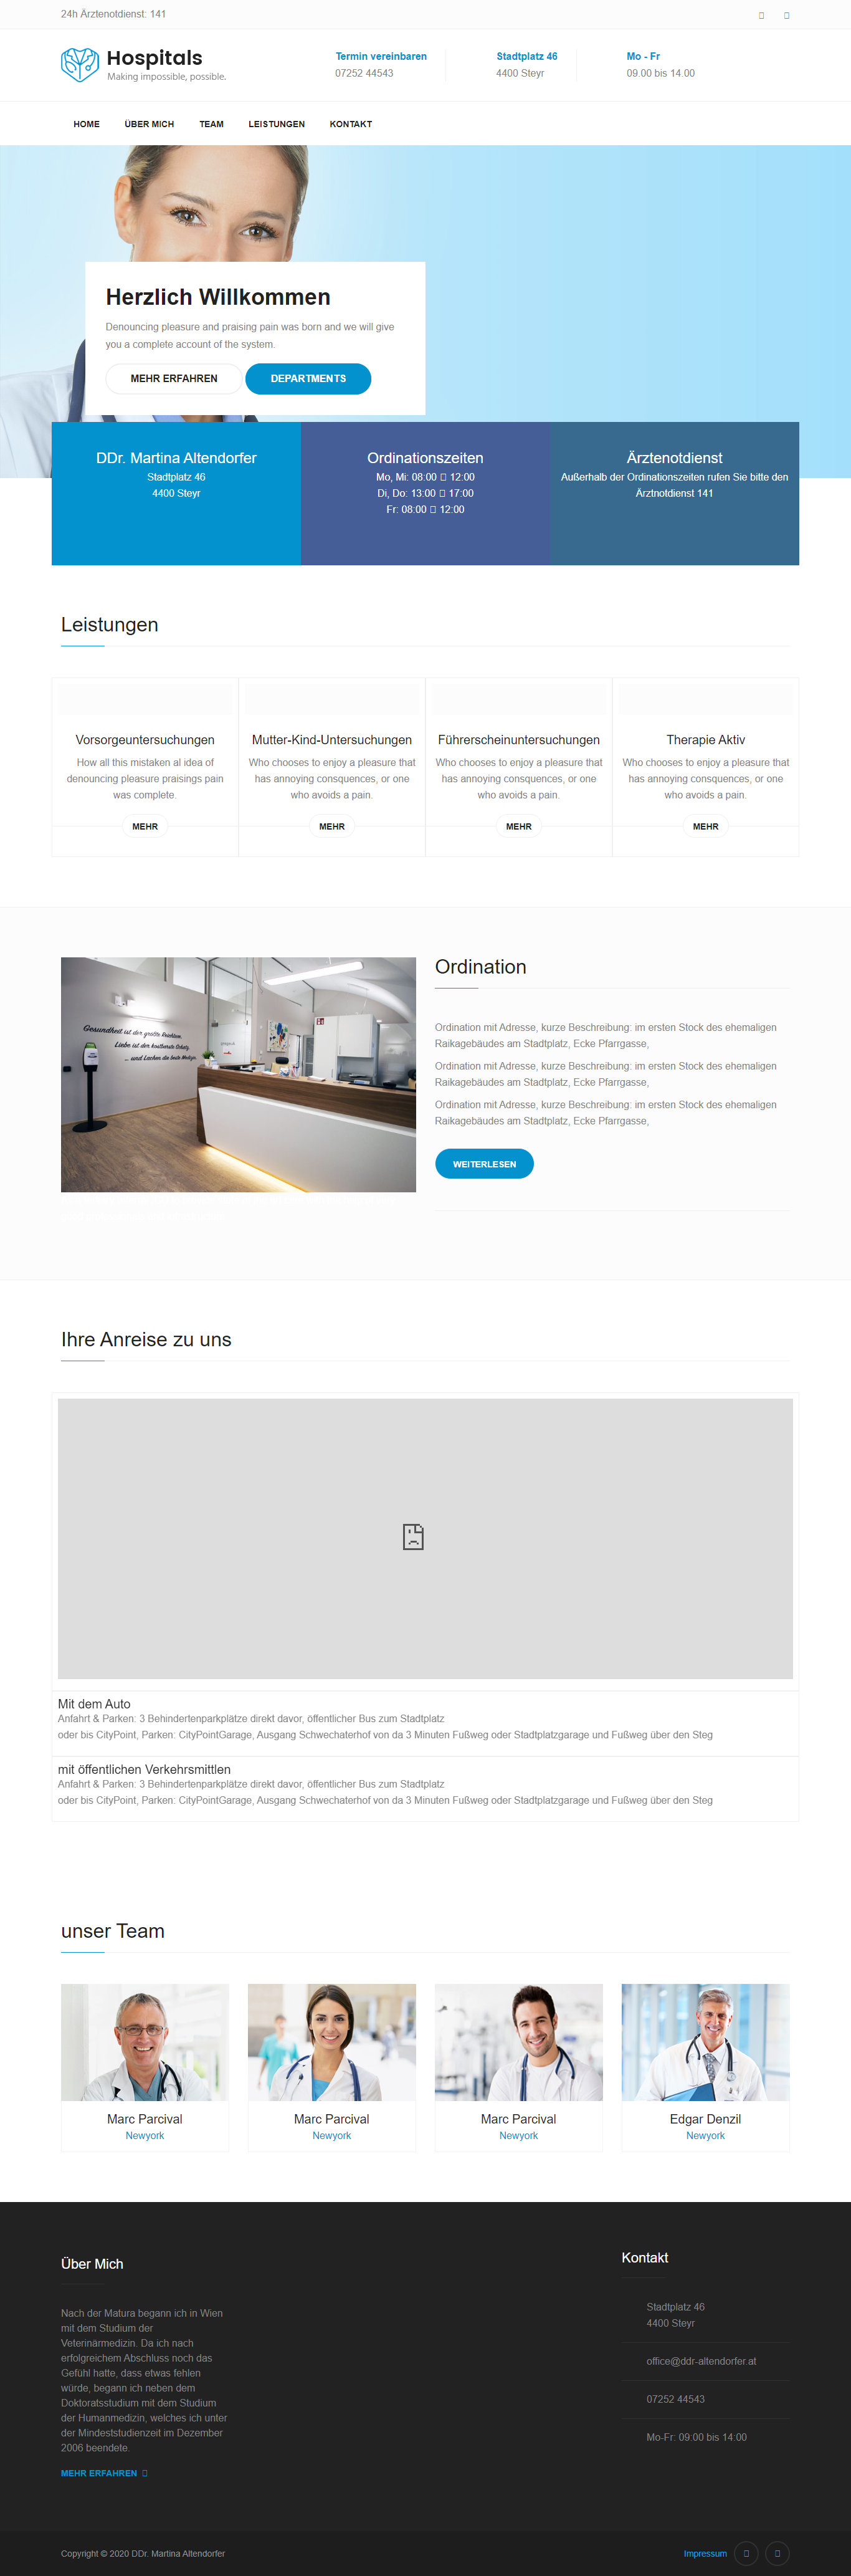 24h Ärztenotdienst: 141
Hospitals
Making impossible, possible.
Termin vereinbaren
07252 44543
Stadtplatz 46
4400 Steyr
Mo - Fr
09.00 bis 14.00
HOME
ÜBER MICH
TEAM
LEISTUNGEN
KONTAKT
Herzlich Willkommen
Denouncing pleasure and praising pain was born and we will give
you a complete account of the system.
MEHR ERFAHREN
DEPARTMENTS
DDr. Martina Altendorfer
Stadtplatz 46
4400 Steyr
Ordinationszeiten
Mo, Mi: 08:00 12:00
Di, Do: 13:00 17:00
Fr: 08:00 12:00
Ärztenotdienst
Außerhalb der Ordinationszeiten rufen Sie bitte den
Ärztnotdienst 141
Leistungen
Vorsorgeuntersuchungen
How all this mistaken al idea of
denouncing pleasure praisings pain
was complete.
MEHR
Mutter-Kind-Untersuchungen
Who chooses to enjoy a pleasure that
has annoying consquences, or one
who avoids a pain.
MEHR
Führerscheinuntersuchungen
Who chooses to enjoy a pleasure that
has annoying consquences, or one
who avoids a pain.
MEHR
Therapie Aktiv
Who chooses to enjoy a pleasure that
has annoying consquences, or one
who avoids a pain.
MEHR
Gesundheit ist der größte Reichtum,
Liebe ist der kostbarste Schatz,
... und Lachen die beste Medizin.
Ordination
Ordination mit Adresse, kurze Beschreibung: im ersten Stock des ehemaligen
Raikagebäudes am Stadtplatz, Ecke Pfarrgasse,
Ordination mit Adresse, kurze Beschreibung: im ersten Stock des ehemaligen
Raikagebäudes am Stadtplatz, Ecke Pfarrgasse,
Ordination mit Adresse, kurze Beschreibung: im ersten Stock des ehemaligen
Raikagebäudes am Stadtplatz, Ecke Pfarrgasse,
WEITERLESEN
Ihre Anreise zu uns
Mit dem Auto
Anfahrt & Parken: 3 Behindertenparkplätze direkt davor, öffentlicher Bus zum Stadtplatz
oder bis CityPoint, Parken: CityPointGarage, Ausgang Schwechaterhof von da 3 Minuten Fußweg oder Stadtplatzgarage und Fußweg über den Steg
mit öffentlichen Verkehrsmittlen
Anfahrt & Parken: 3 Behindertenparkplätze direkt davor, öffentlicher Bus zum Stadtplatz
oder bis CityPoint, Parken: CityPointGarage, Ausgang Schwechaterhof von da 3 Minuten Fußweg oder Stadtplatzgarage und Fußweg über den Steg
unser Team
Marc Parcival
Newyork
Marc Parcival
Newyork
Marc Parcival
Newyork
Edgar Denzil
Newyork
Über Mich
Nach der Matura begann ich in Wien
mit dem Studium der
Veterinärmedizin. Da ich nach
erfolgreichem Abschluss noch das
Gefühl hatte, dass etwas fehlen
würde, begann ich neben dem
Doktoratsstudium mit dem Studium
der Humanmedizin, welches ich unter
der Mindeststudienzeit im Dezember
2006 beendete.
MEHR ERFAHREN
Kontakt
Stadtplatz 46
4400 Steyr
office@ddr-altendorfer.at
07252 44543
Mo-Fr: 09:00 bis 14:00
Copyright © 2020 DDr. Martina Altendorfer
Impressum